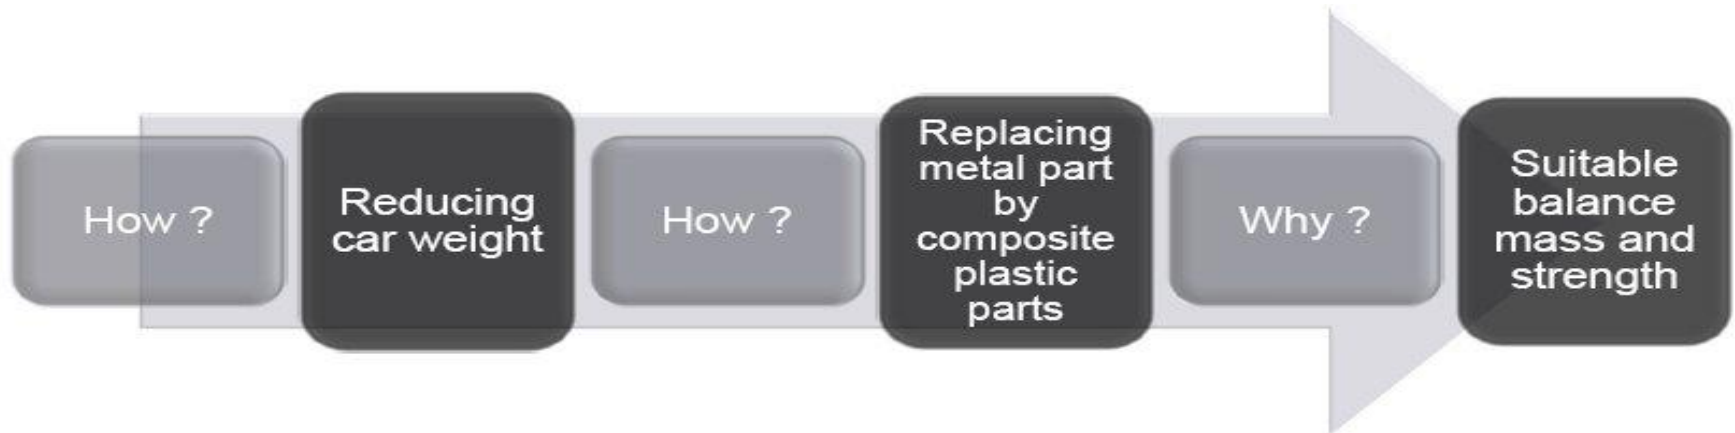 How ?
Reducing
car weight
How ?
Replacing
metal part
by
composite
plastic
parts
Why ?
Suitable
balance
mass and
strength